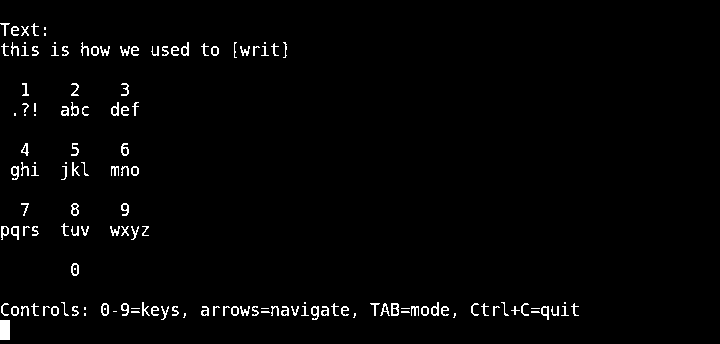 Text:
this is how we used to [writ}
1 2 3
.?! abc def
4 5 6
ghi jkl mno
7 8 9
pqrs tuv wxyz
0
Controls: 0-9=keys, arrows=navigate, TAB=mode, Ctrl+C=quit